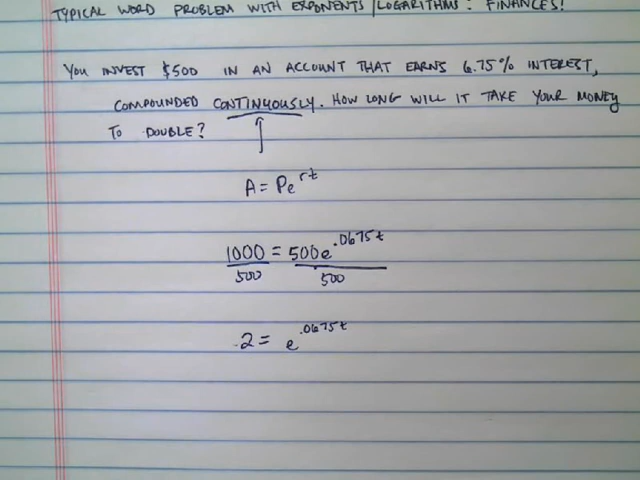 TYPICAL WORD PROBLEM WITH EXPONENTS / LOGARITHMS: FINANCES!
YOU INVEST $500 IN AN ACCOUNT THAT EARNS 6.75% INTEREST,
COMPOUNDED CONTINUOUSLY. HOW LONG WILL IT TAKE YOUR MONEY
TO DOUBLE?
A = Pe^rt
1000 = 500e^.0675t
500 500
2 = e^.0675t